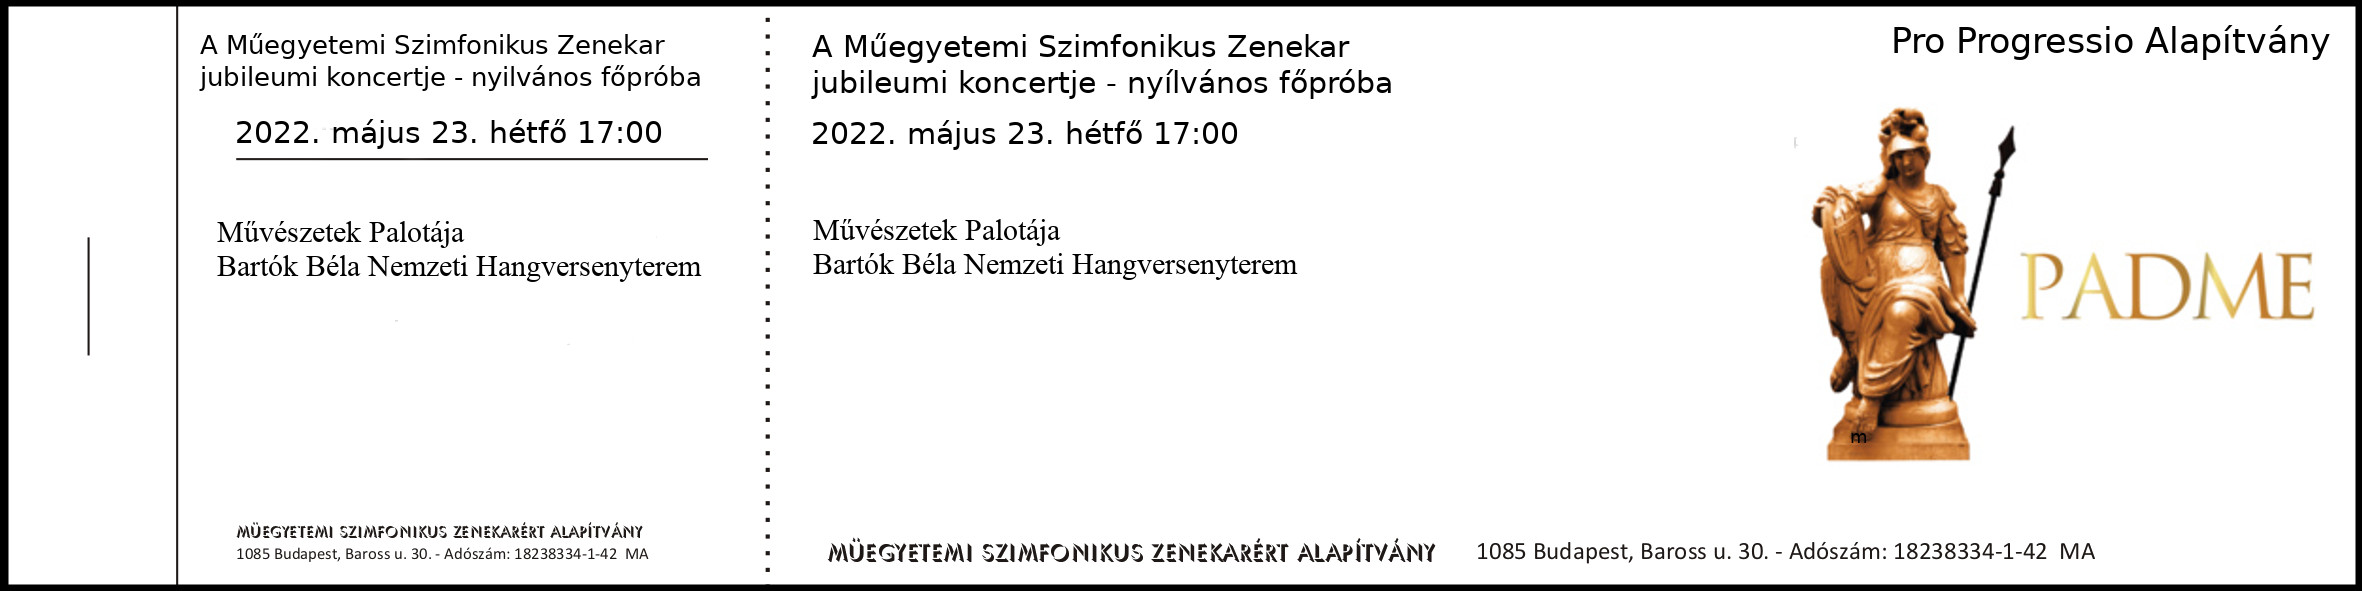 A Műegyetemi Szimfonikus Zenekar
jubileumi koncertje - nyilvános főpróba
2022. május 23. hétfő 17:00
Művészetek Palotája
Bartók Béla Nemzeti Hangversenyterem
MŰEGYETEMI SZIMFONIKUS ZENEKARÉRT ALAPÍTVÁNY
1085 Budapest, Baross u. 30. - Adószám: 18238334-1-42 MA
A Műegyetemi Szimfonikus Zenekar
jubileumi koncertje - nyílvános főpróba
2022. május 23. hétfő 17:00
Művészetek Palotája
Bartók Béla Nemzeti Hangversenyterem
MŰEGYETEMI SZIMFONIKUS ZENEKARÉRT ALAPÍTVÁNY 1085 Budapest, Baross u. 30. - Adószám: 18238334-1-42 MA
Pro Progressio Alapítvány
PADME
m